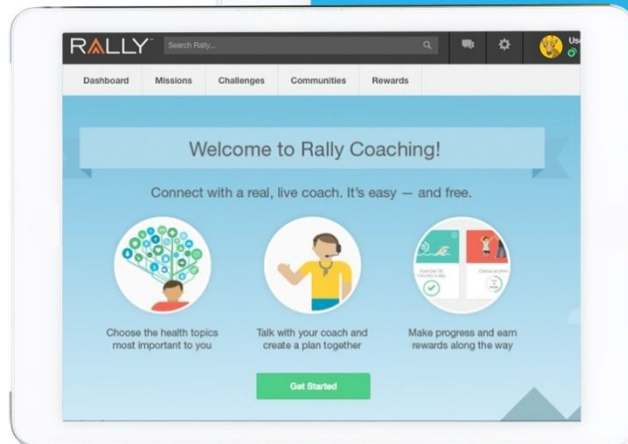 RALLY
Search Rally...
Dashboard Missions Challenges Communities Rewards
Welcome to Rally Coaching!
Connect with a real, live coach. It's easy — and free.
Choose the health topics
most important to you
Talk with your coach and
create a plan together
Make progress and earn
rewards along the way
Get Started